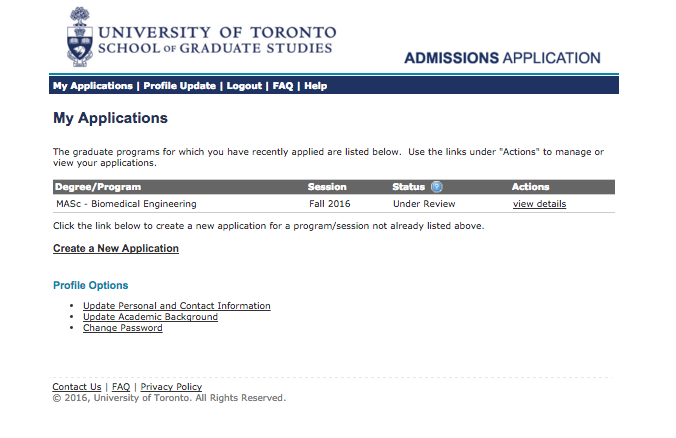 UNIVERSITY OF TORONTO
SCHOOL OF GRADUATE STUDIES
ADMISSIONS APPLICATION
My Applications | Profile Update | Logout | FAQ | Help
My Applications
The graduate programs for which you have recently applied are listed below.  Use the links under "Actions" to manage or
view your applications.
Degree/Program Session Status ? Actions
MASc - Biomedical Engineering Fall 2016 Under Review view details
Click the link below to create a new application for a program/session not already listed above.
Create a New Application
Profile Options
• Update Personal and Contact Information
• Update Academic Background
• Change Password
Contact Us | FAQ | Privacy Policy
© 2016, University of Toronto. All Rights Reserved.